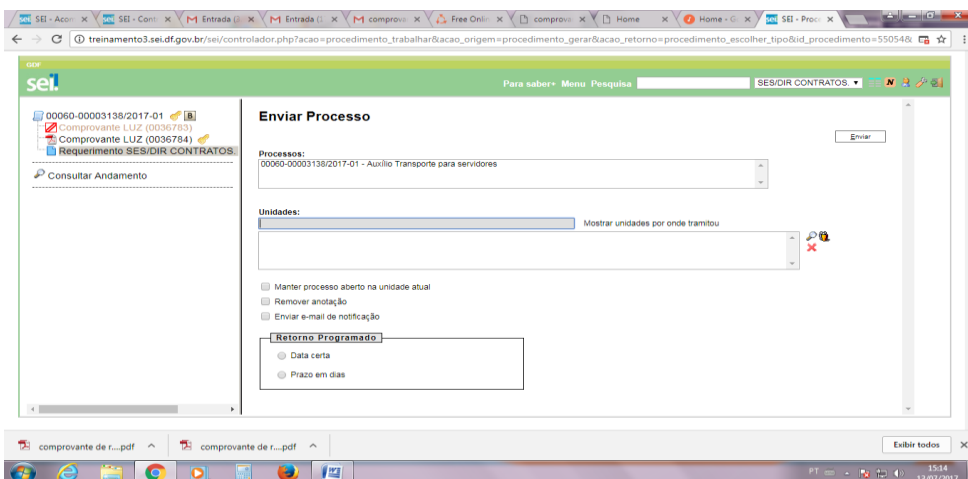 SEI - Acon
SEI - Contr
M Entrada (
M Entrada (
M comprova
Free Onlin
comprove
Home
Home - G
SEI - Proce
treinamento3.sei.df.gov.br/sei/controlador.php?acao=procedimento_trabalhar&acao_origem=procedimento_gerar&acao_retorno=procedimento_escolher_tipo&id_procedimento=55054&
GDF
sei!
Para saber+ Menu Pesquisa
SES/DIR CONTRATOS.
N
00060-00003138/2017-01 B
Comprovante LUZ (0036783)
Comprovante LUZ (0036784)
Requerimento SES/DIR CONTRATOS.
Consultar Andamento
Enviar Processo
Enviar
Processos:
00060-00003138/2017-01 - Auxílio Transporte para servidores
Unidades:
Mostrar unidades por onde tramitou
Manter processo aberto na unidade atual
Remover anotação
Enviar e-mail de notificação
Retorno Programado
Data certa
Prazo em dias
comprovante de r....pdf
comprovante de r....pdf
Exibir todos
PT
15:14
12/07/2017